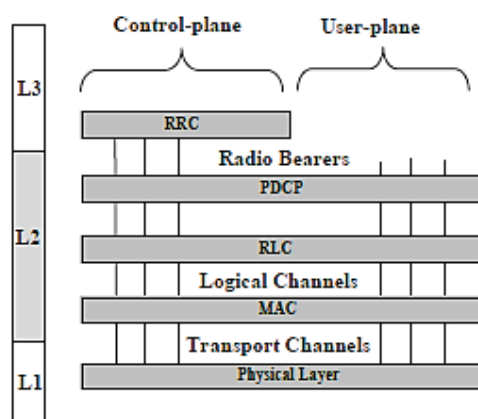 Control-plane
User-plane
L3
RRC
Radio Bearers
PDCP
L2
RLC
Logical Channels
MAC
Transport Channels
L1
Physical Layer